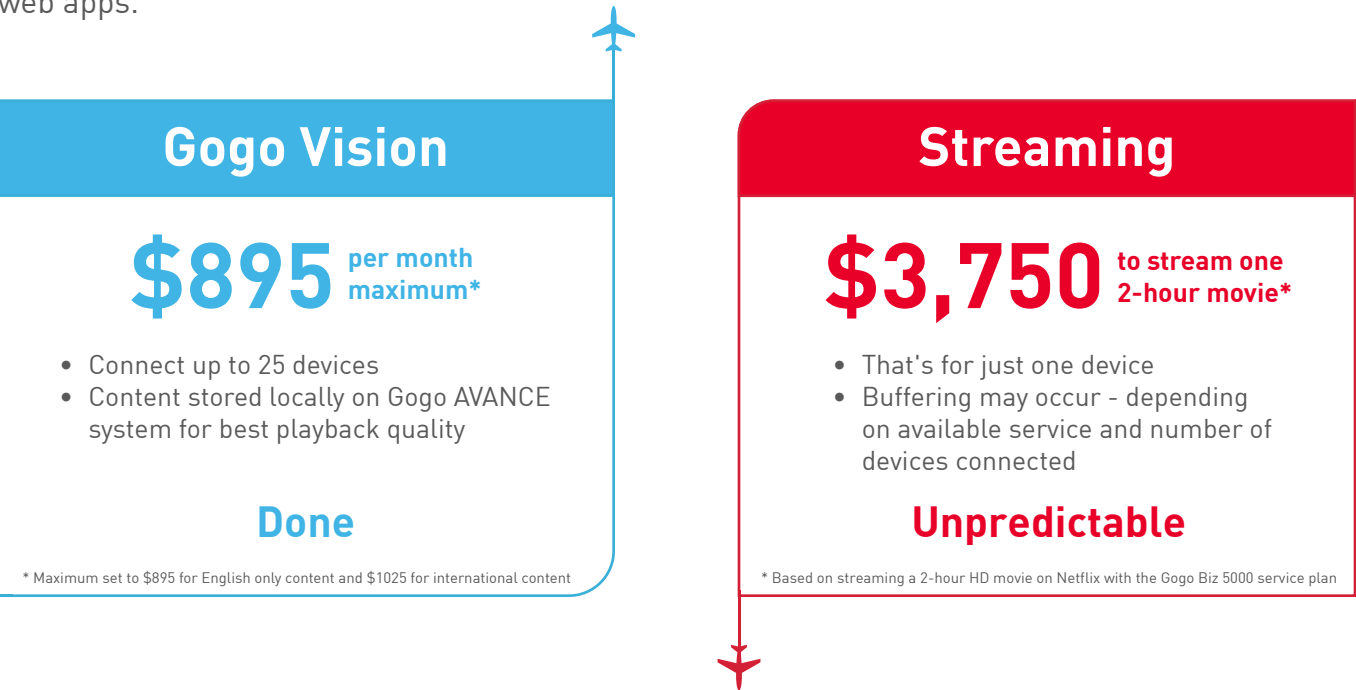 web apps.
Gogo Vision
$895 per month
maximum*
• Connect up to 25 devices
• Content stored locally on Gogo AVANCE
system for best playback quality
Done
* Maximum set to $895 for English only content and $1025 for international content
Streaming
$3,750 to stream one
2-hour movie*
• That's for just one device
• Buffering may occur - depending
on available service and number of
devices connected
Unpredictable
* Based on streaming a 2-hour HD movie on Netflix with the Gogo Biz 5000 service plan